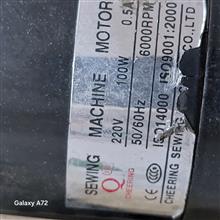 SEWING MACHINE MOTOR
220V 100W 0.5A
50/60Hz 6000RPM
Q
CHEERING
CCC
ISO14000 ISO9001:2000
CHEERING SEWING CO.,LTD
Galaxy A72